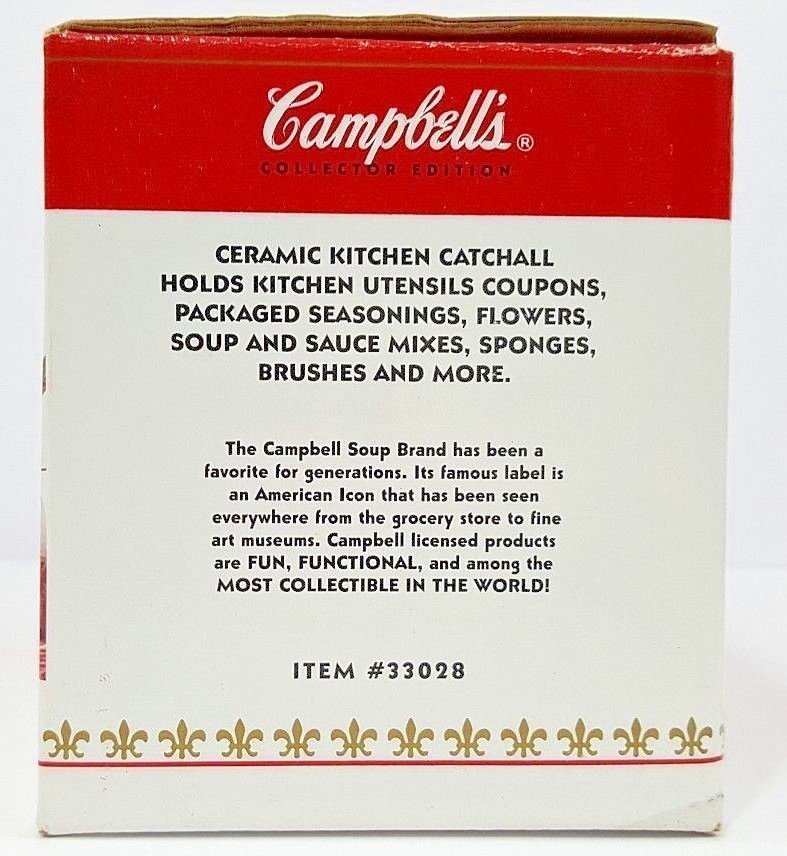 Campbell's®
COLLECTOR EDITION
CERAMIC KITCHEN CATCHALL
HOLDS KITCHEN UTENSILS COUPONS,
PACKAGED SEASONINGS, FLOWERS,
SOUP AND SAUCE MIXES, SPONGES,
BRUSHES AND MORE.
The Campbell Soup Brand has been a
favorite for generations. Its famous label is
an American Icon that has been seen
everywhere from the grocery store to fine
art museums. Campbell licensed products
are FUN, FUNCTIONAL, and among the
MOST COLLECTIBLE IN THE WORLD!
ITEM #33028